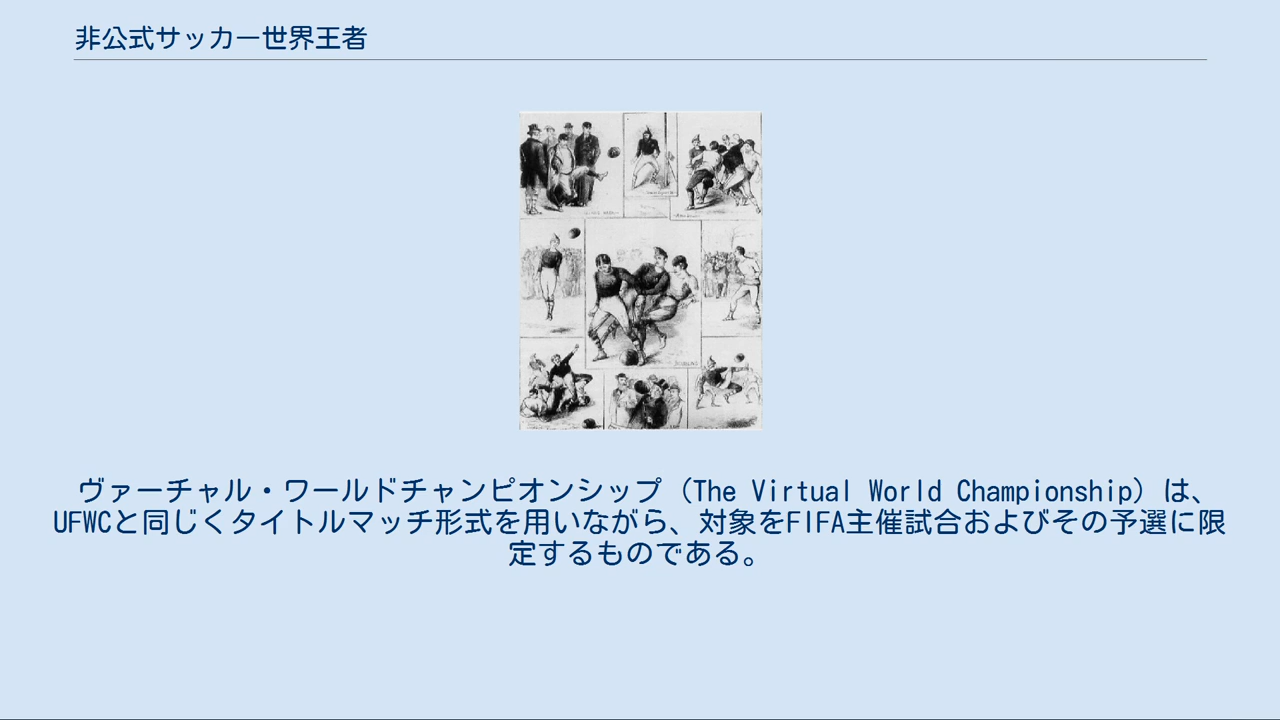 非公式サッカー世界王者
ヴァーチャル・ワールドチャンピオンシップ（The Virtual World Championship）は、
UFWCと同じくタイトルマッチ形式を用いながら、対象をFIFA主催試合およびその予選に限
定するものである。